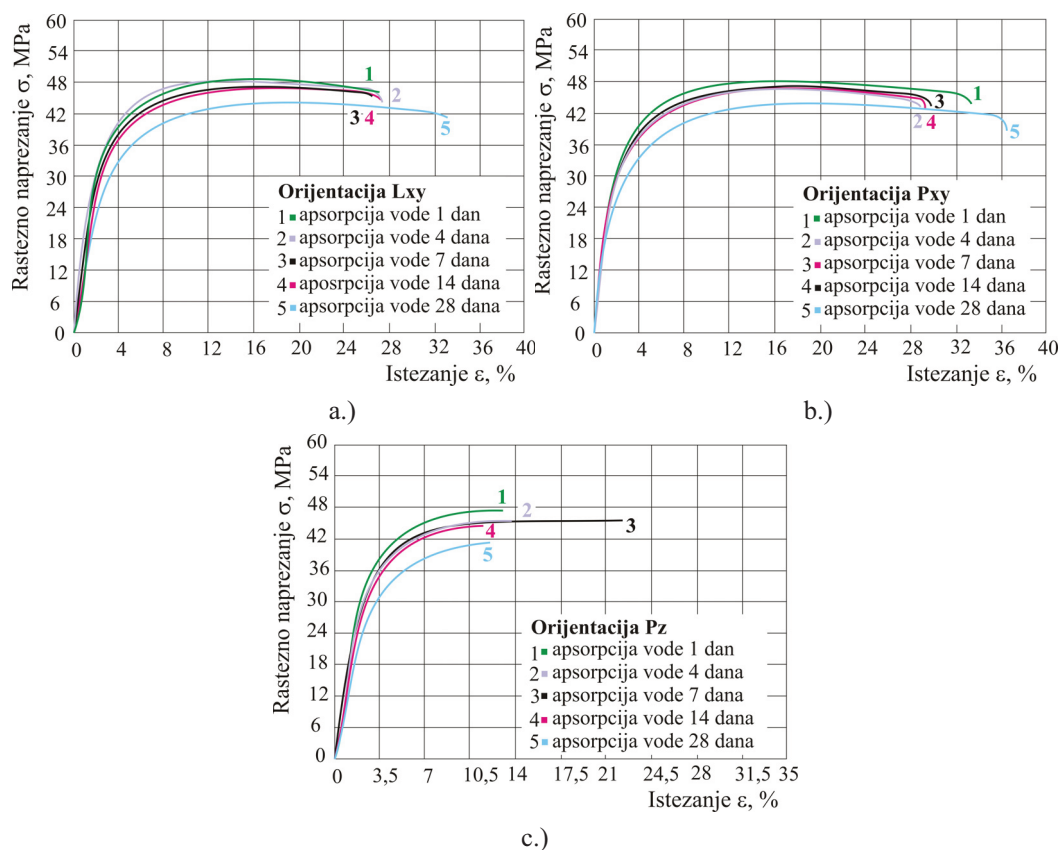 Rastezno naprezanje σ, MPa
60
54
48
42
36
30
24
18
12
6
0
1
2
3 4
5
Orijentacija Lxy
1 apsorpcija vode 1 dan
2 apsorpcija vode 4 dana
3 apsorpcija vode 7 dana
4 aposrpcija vode 14 dana
5 apsorpcija vode 28 dana
0 4 8 12 16 20 24 28 32 36 40
Istezanje ε, %
a.)
Rastezno naprezanje σ, MPa
60
54
48
42
36
30
24
18
12
6
0
1
3
2 4
5
Orijentacija Pxy
1 apsorpcija vode 1 dan
2 apsorpcija vode 4 dana
3 apsorpcija vode 7 dana
4 apsorpcija vode 14 dana
5 apsorpcija vode 28 dana
0 4 8 12 16 20 24 28 32 36 40
Istezanje ε, %
b.)
Rastezno naprezanje σ, MPa
60
54
48
42
36
30
24
18
12
6
0
1
2
3
4
5
Orijentacija Pz
1 apsorpcija vode 1 dan
2 apsorpcija vode 4 dana
3 apsorpcija vode 7 dana
4 apsorpcija vode 14 dana
5 apsorpcija vode 28 dana
0 3,5 7 10,5 14 17,5 21 24,5 28 31,5 35
Istezanje ε, %
c.)